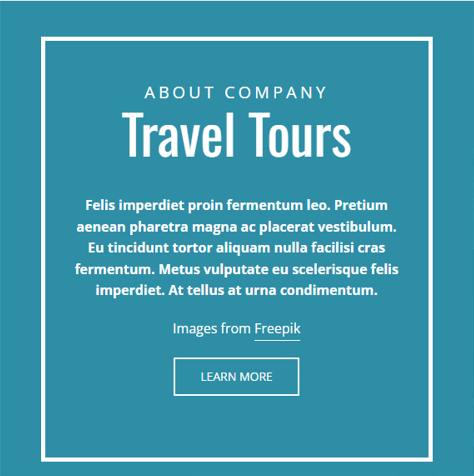 ABOUT COMPANY
Travel Tours
Felis imperdiet proin fermentum leo. Pretium
aenean pharetra magna ac placerat vestibulum.
Eu tincidunt tortor aliquam nulla facilisi cras
fermentum. Metus vulputate eu scelerisque felis
imperdiet. At tellus at urna condimentum.
Images from Freepik
LEARN MORE